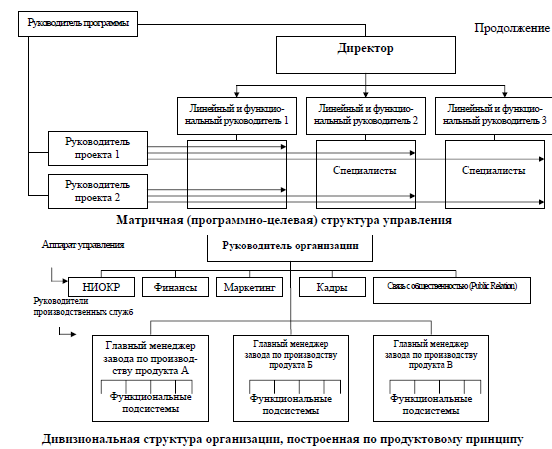 Руководитель программы
Продолжение
Директор
Линейный и функцио-
нальный руководитель 1
Линейный и функцио-
нальный руководитель 2
Линейный и функцио-
нальный руководитель 3
Руководитель
проекта 1
Специалисты
Специалисты
Руководитель
проекта 2
Матричная (программно-целевая) структура управления
Аппарат управления
Руководитель организации
НИОКР
Финансы
Маркетинг
Кадры
Связь с общественностью (Public Relation)
Руководители
производственных служб
Главный менеджер
завода по производ-
ству продукта А
Функциональные
подсистемы
Главный менеджер
завода по производству
продукта Б
Функциональные
подсистемы
Главный менеджер
завода по производству
продукта В
Функциональные
подсистемы
Дивизиональная структура организации, построенная по продуктовому принципу